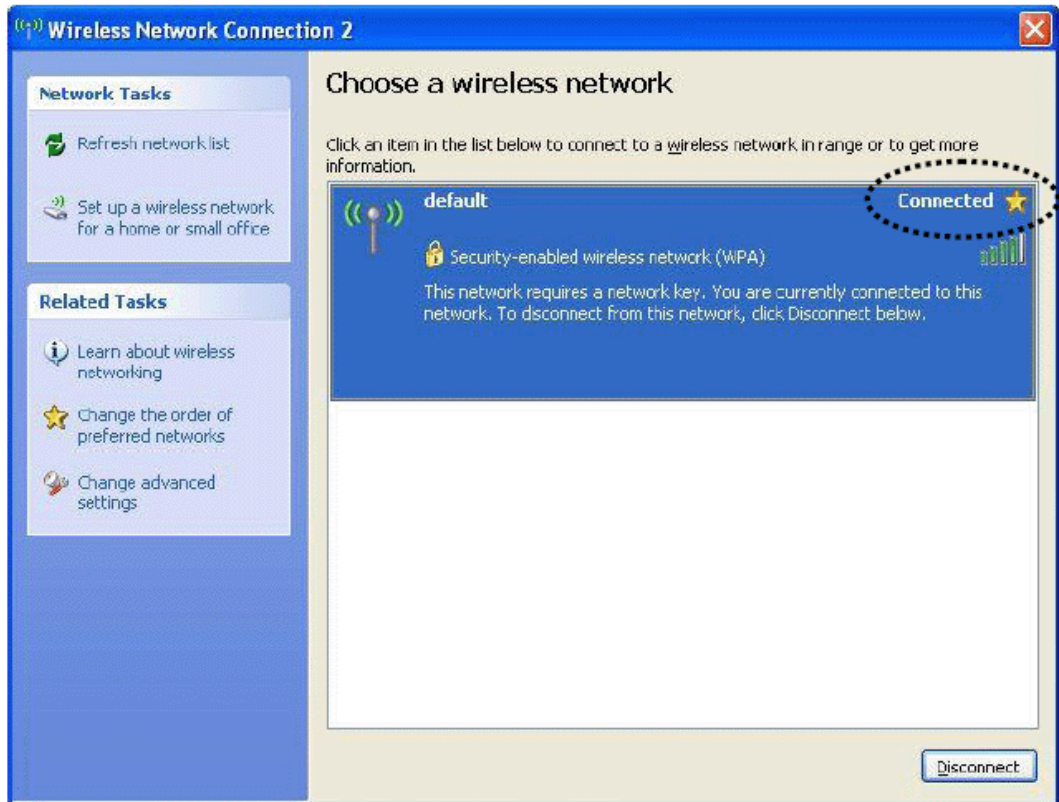 Wireless Network Connection 2
Network Tasks
Refresh network list
Set up a wireless network
for a home or small office
Related Tasks
Learn about wireless
networking
Change the order of
preferred networks
Change advanced
settings
Choose a wireless network
Click an item in the list below to connect to a wireless network in range or to get more
information.
default
Connected
Security-enabled wireless network (WPA)
This network requires a network key. You are currently connected to this
network. To disconnect from this network, click Disconnect below.
Disconnect